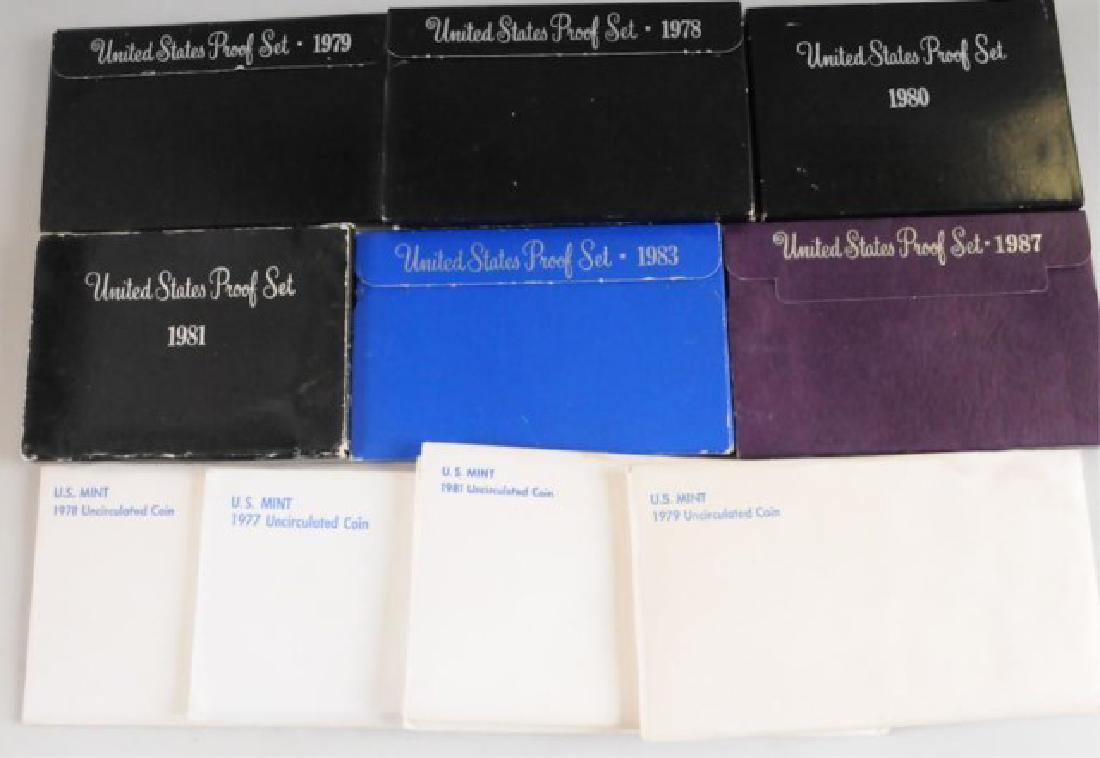 United States Proof Set · 1979
United States Proof Set · 1978
United States Proof Set
1980
United States Proof Set
1981
United States Proof Set · 1983
United States Proof Set · 1987
U.S. MINT
1978 Uncirculated Coin
U.S. MINT
1977 Uncirculated Coin
U.S. MINT
1981 Uncirculated Coin
U.S. MINT
1979 Uncirculated Coin